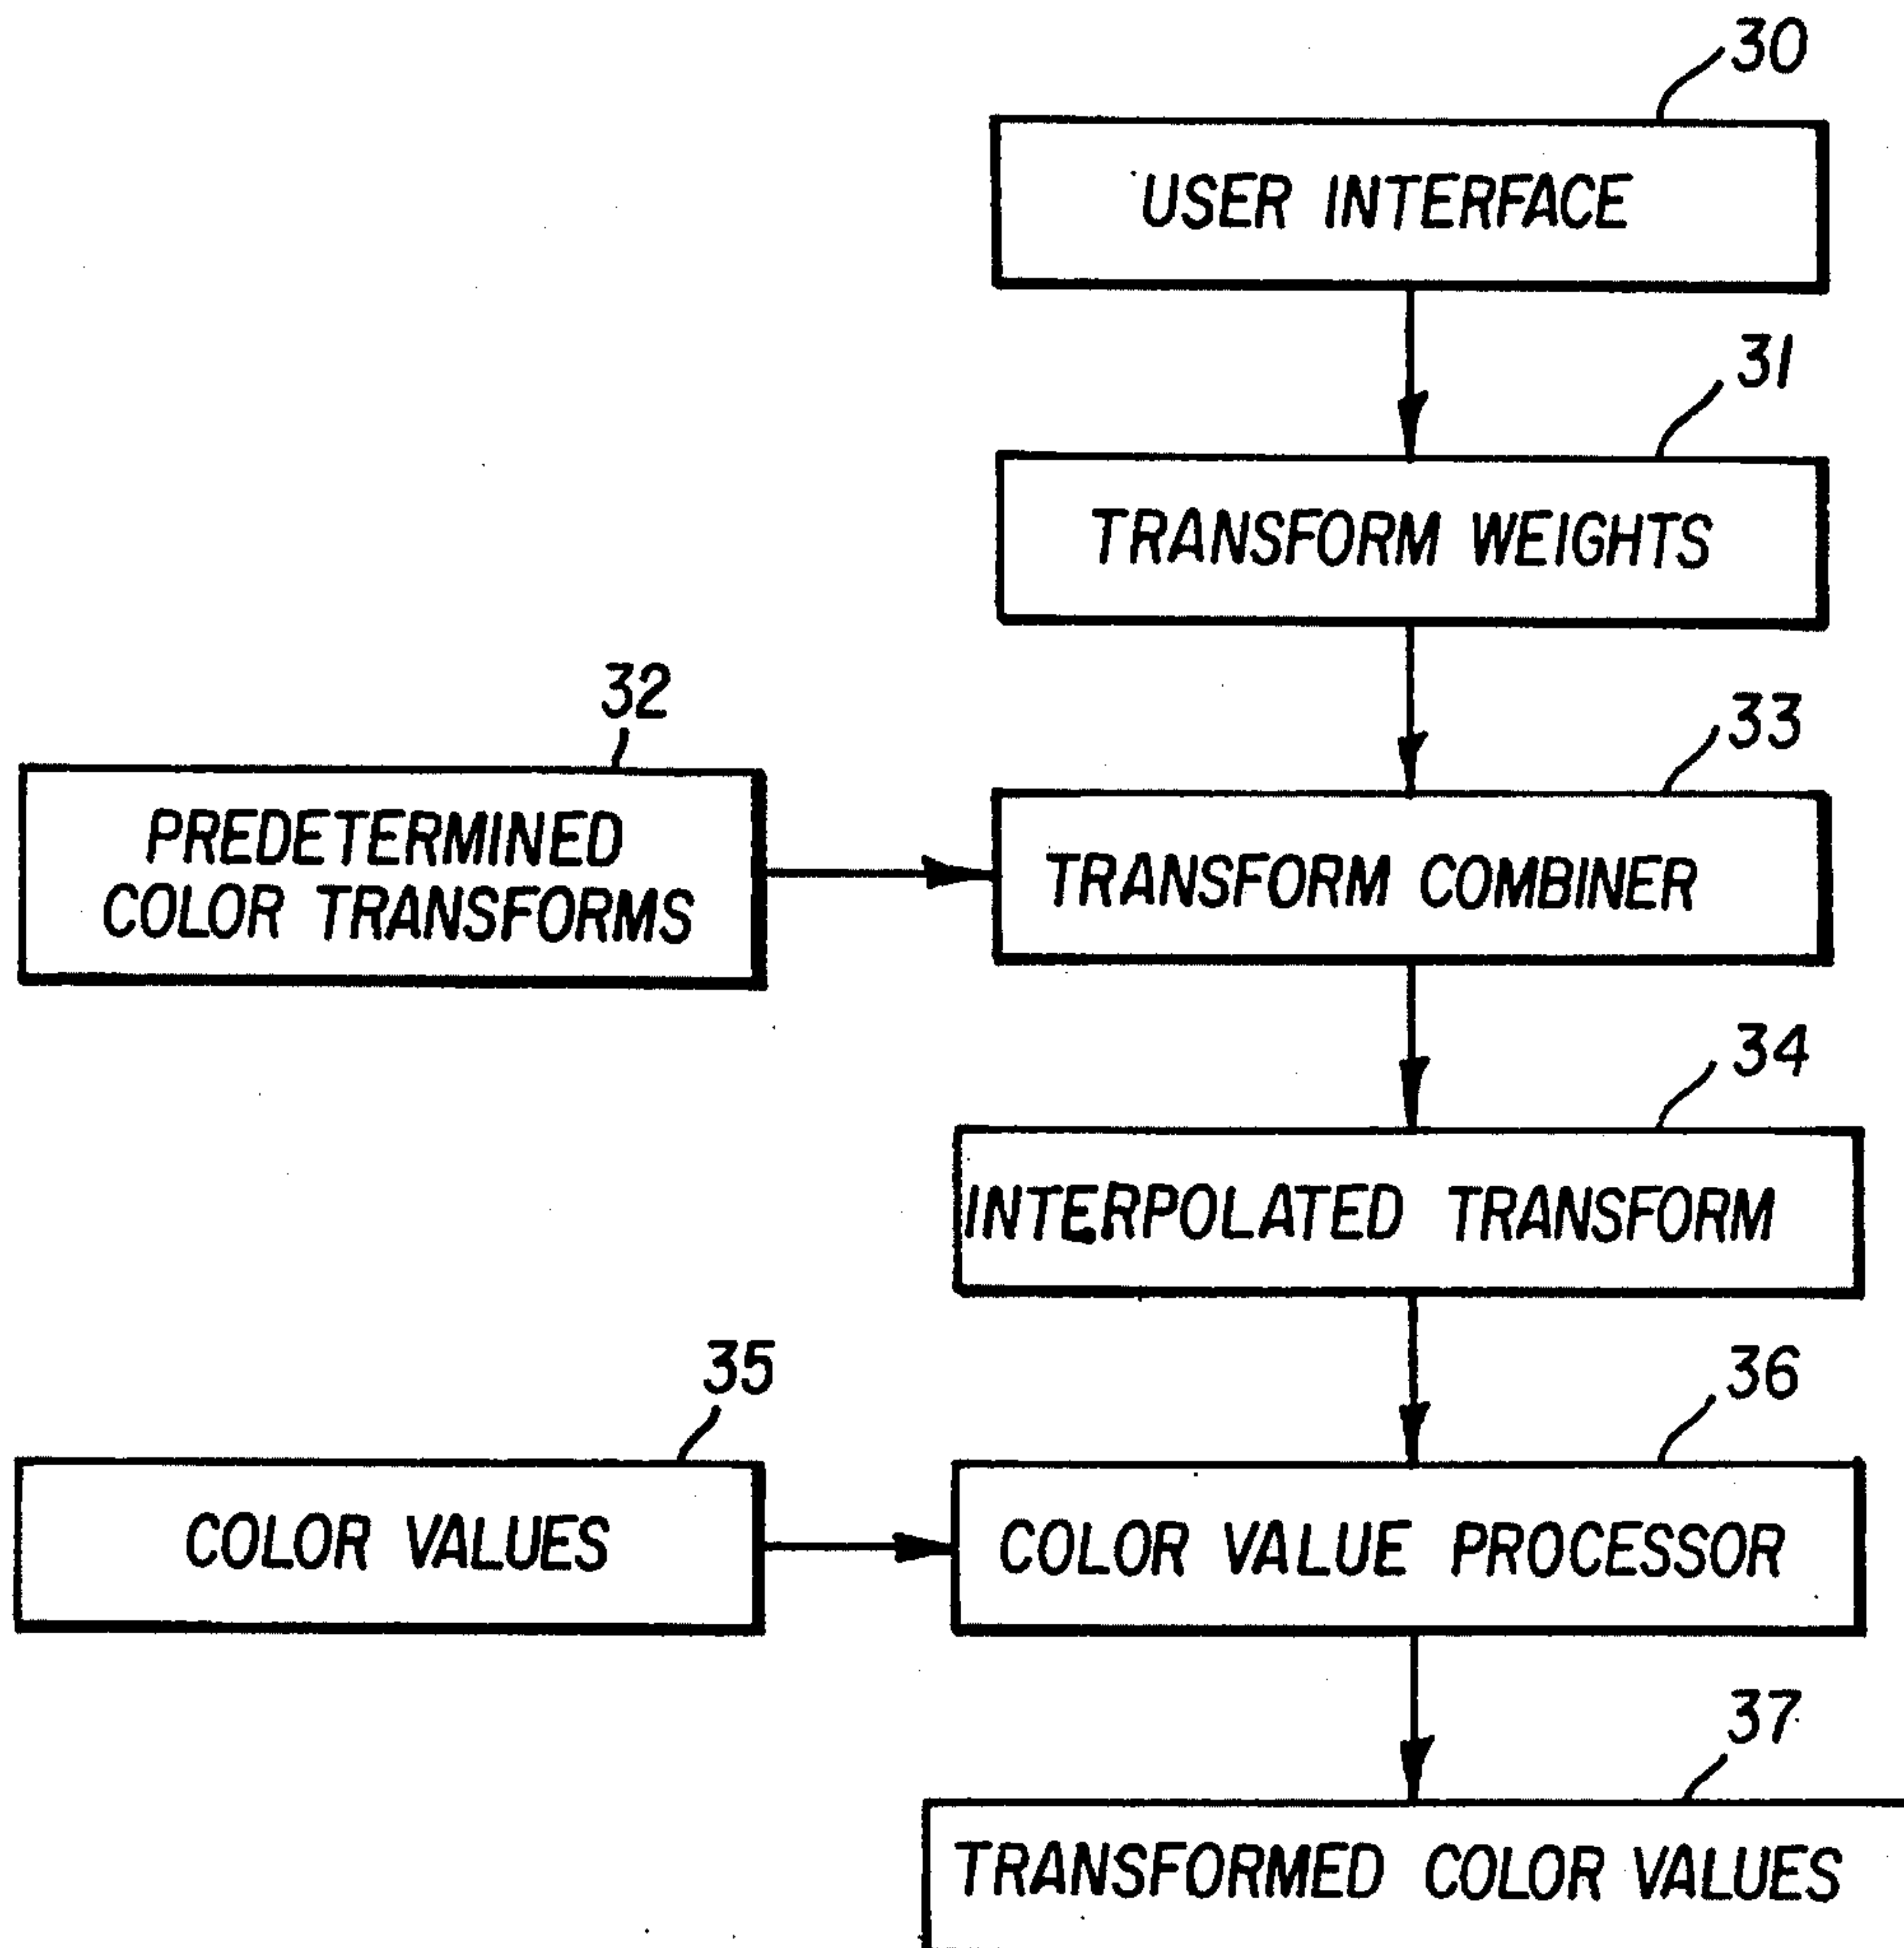 30
USER INTERFACE
31
TRANSFORM WEIGHTS
32
PREDETERMINED
COLOR TRANSFORMS
33
TRANSFORM COMBINER
34
INTERPOLATED TRANSFORM
35
COLOR VALUES
36
COLOR VALUE PROCESSOR
37
TRANSFORMED COLOR VALUES